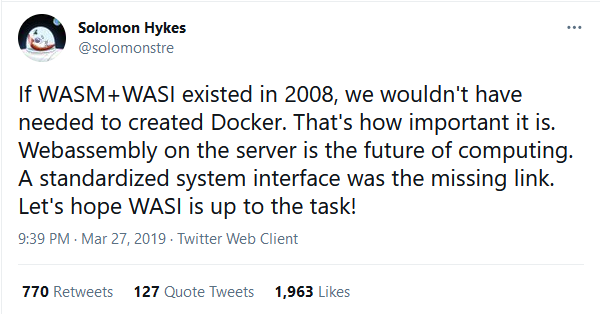 Solomon Hykes
@solomonstre
If WASM+WASI existed in 2008, we wouldn't have
needed to created Docker. That's how important it is.
Webassembly on the server is the future of computing.
A standardized system interface was the missing link.
Let's hope WASI is up to the task!
9:39 PM · Mar 27, 2019 · Twitter Web Client
770 Retweets 127 Quote Tweets 1,963 Likes